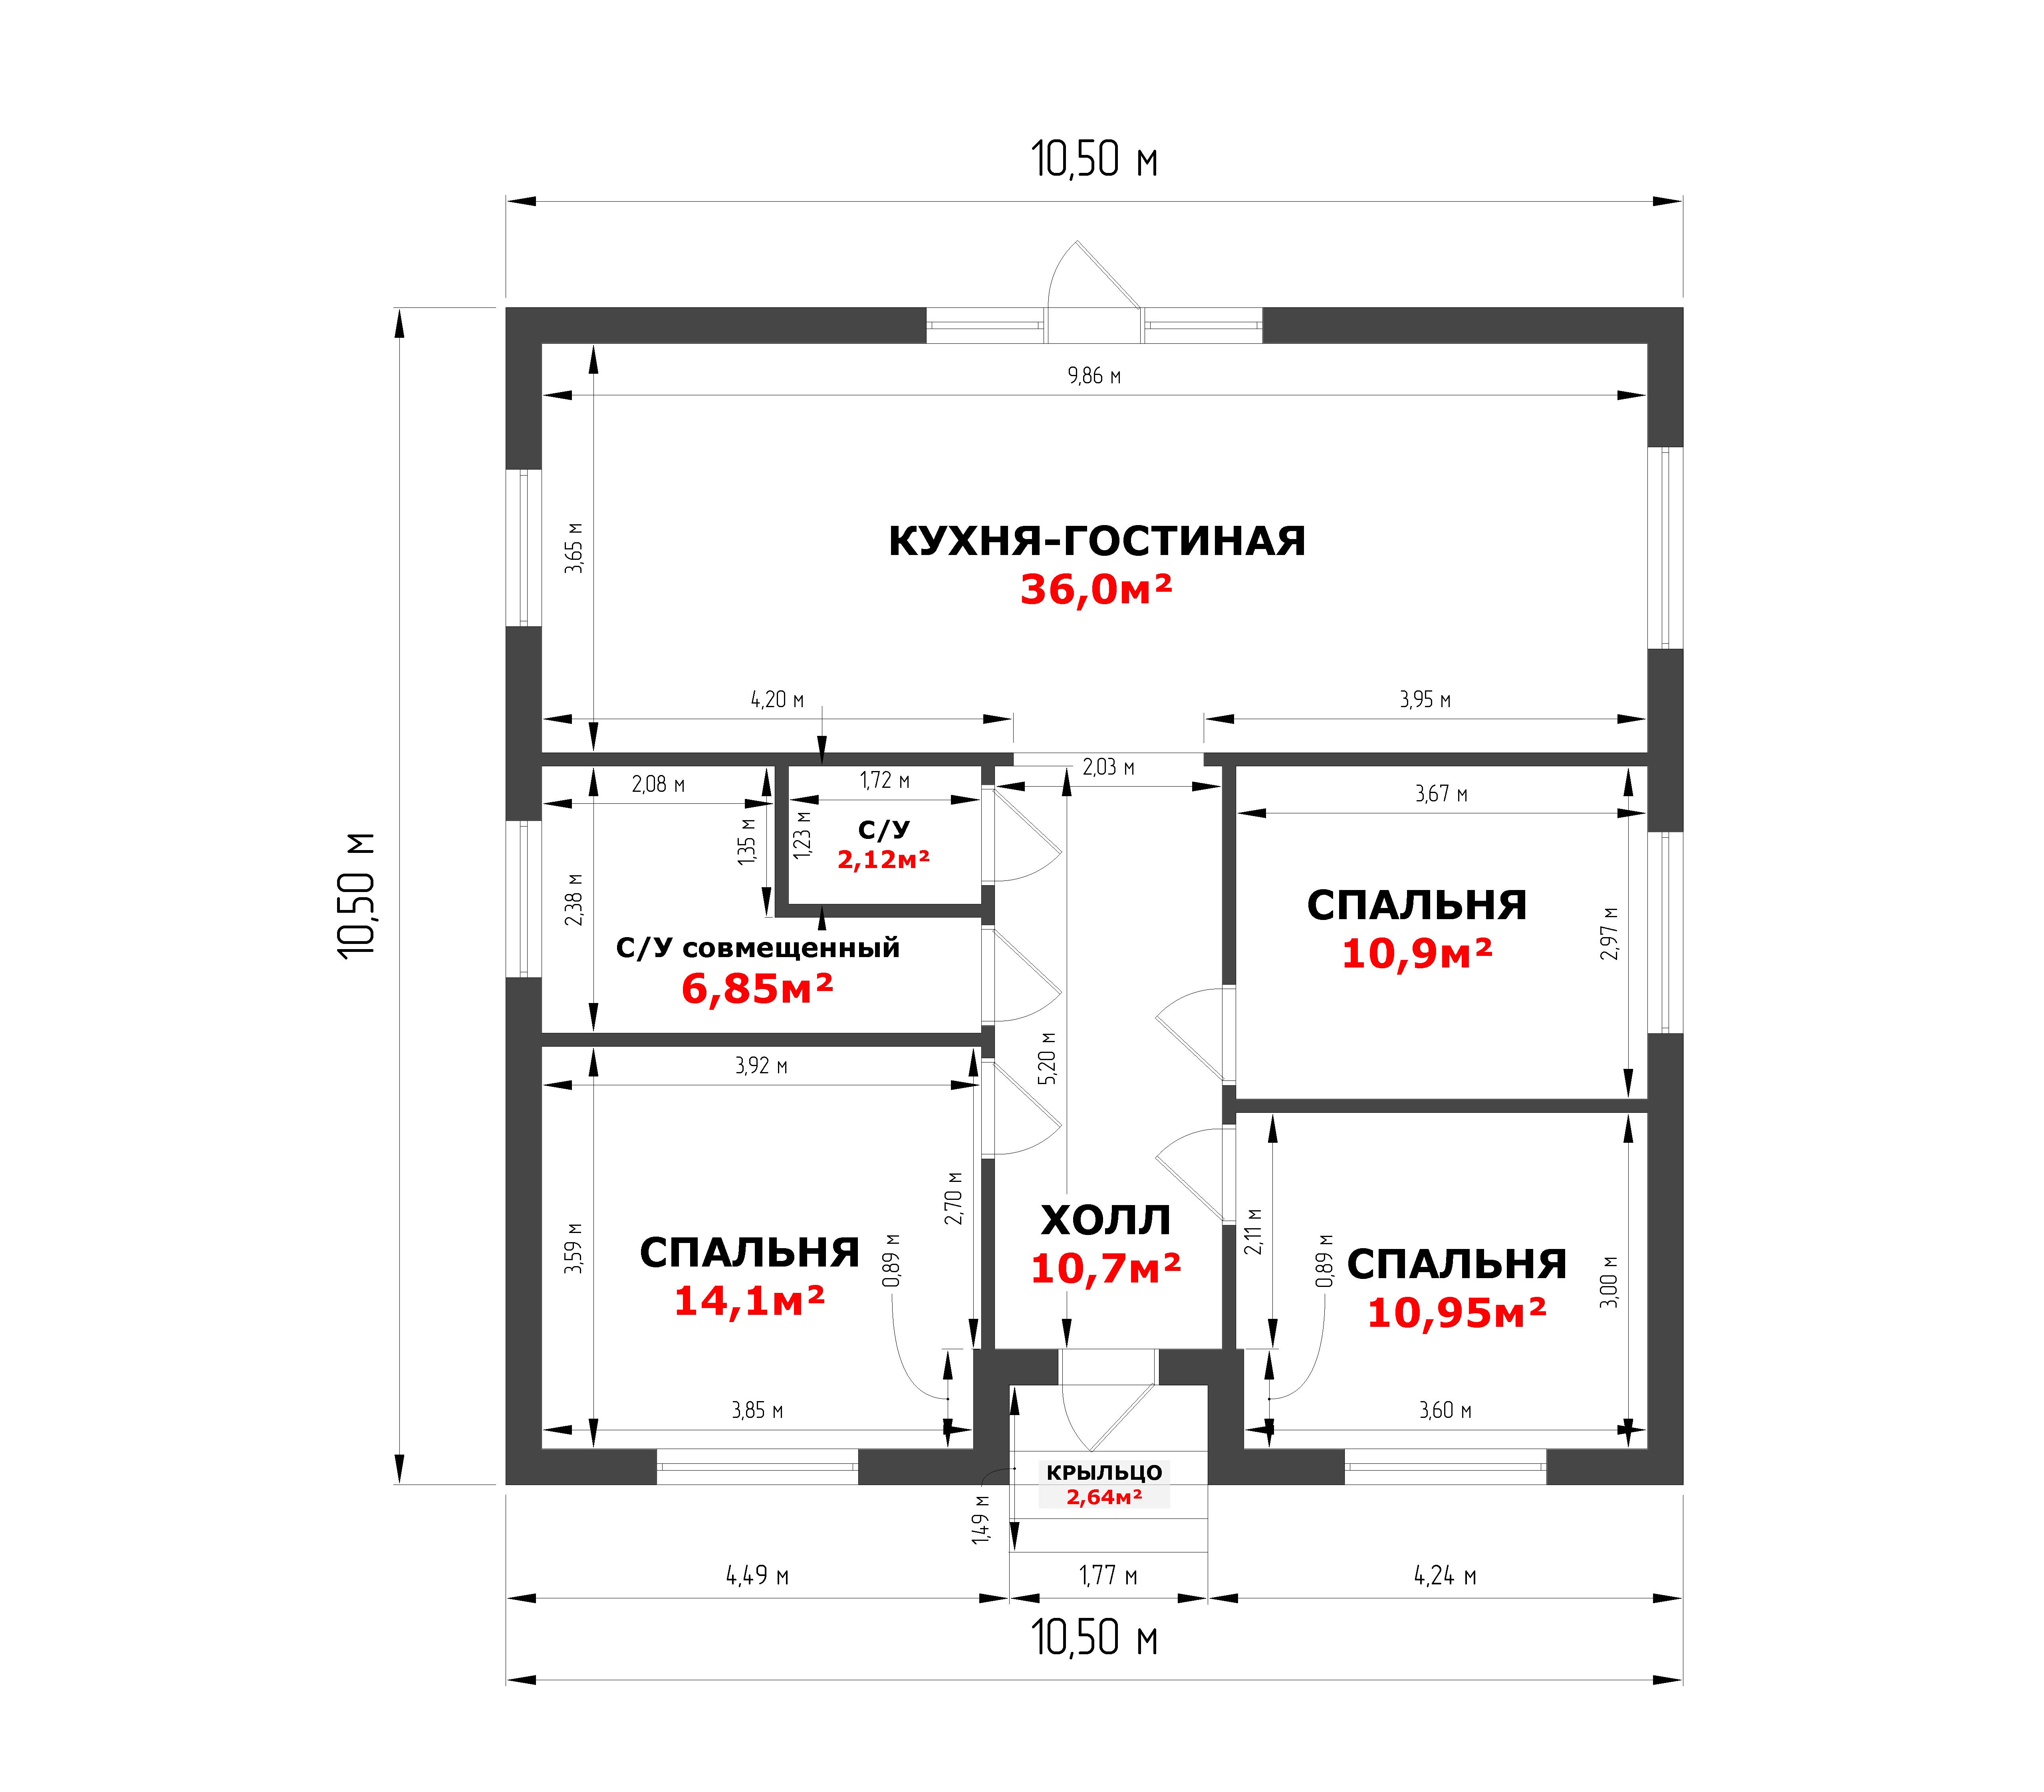 10,50 м
9,86 м
3,65 м
КУХНЯ-ГОСТИНАЯ
36,0м²
4,20 м
3,95 м
10,50 м
2,08 м
1,72 м
2,03 м
3,67 м
1,35 м
1,23 м
С/У
2,12м²
2,38 м
С/У совмещенный
6,85м²
СПАЛЬНЯ
10,9м²
2,97 м
3,92 м
5,20 м
2,70 м
3,59 м
СПАЛЬНЯ
14,1м²
0,89 м
ХОЛЛ
10,7м²
2,11 м
0,89 м
СПАЛЬНЯ
10,95м²
3,00 м
3,85 м
3,60 м
КРЫЛЬЦО
2,64м²
1,49 м
4,49 м
1,77 м
4,24 м
10,50 м